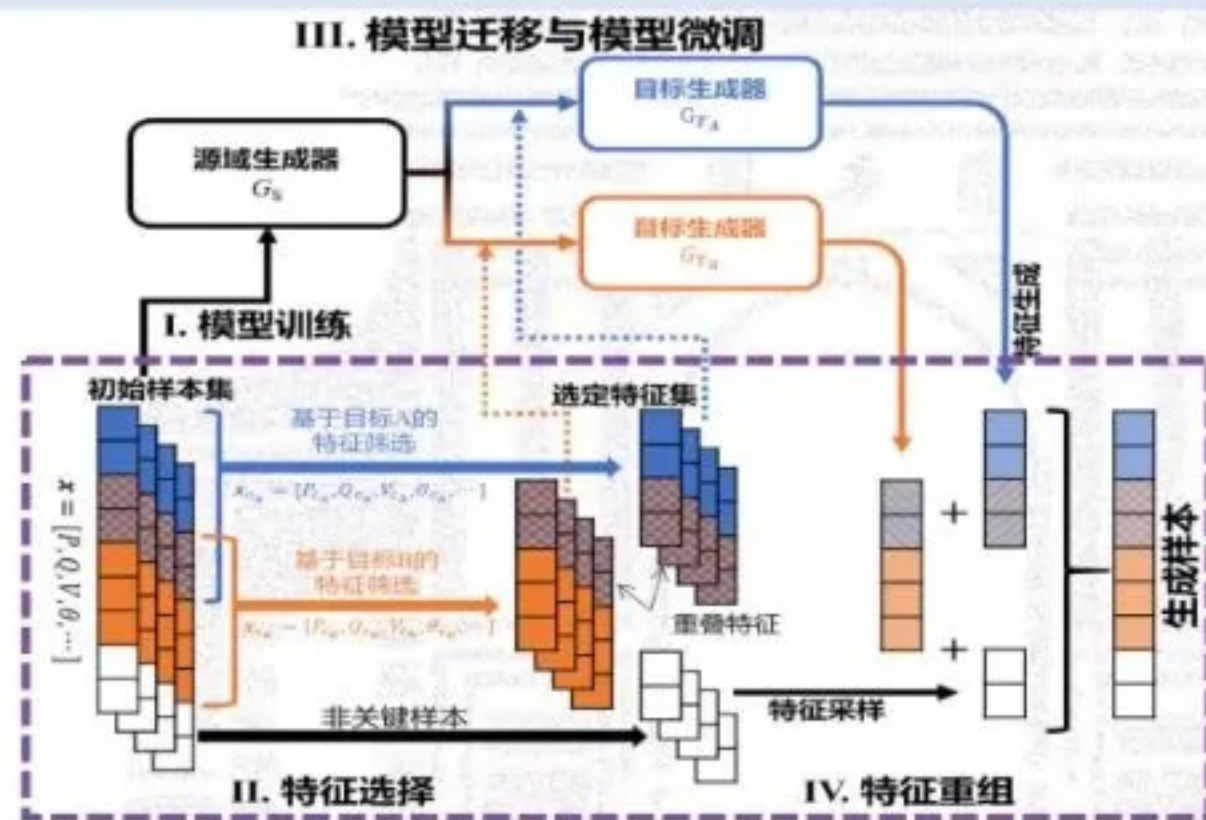 III. 模型迁移与模型微调
目标生成器
源域生成器
目标生成器
特征生成
I. 模型训练
初始样本集
选定特征集
基于目标A的
特征筛选
基于目标B的
特征筛选
x = [P,Q,V,θ,…]
+
重叠特征
+
生成样本
非关键样本
特征采样
II. 特征选择
IV. 特征重组